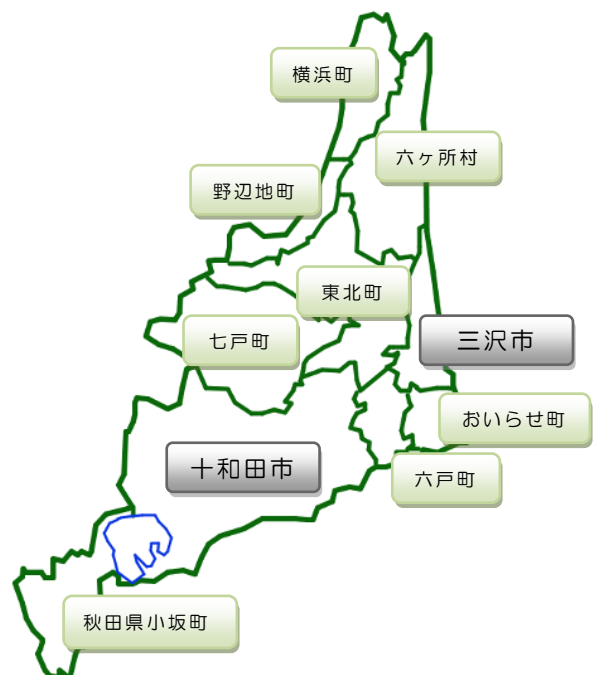 横浜町
六ヶ所村
野辺地町
東北町
七戸町
三沢市
おいらせ町
十和田市
六戸町
秋田県小坂町